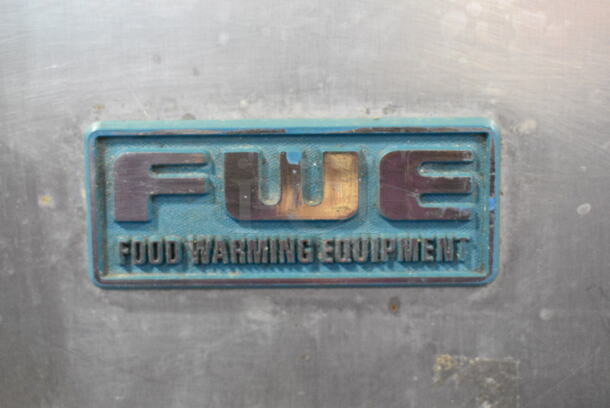 FWE
FOOD WARMING EQUIPMENT